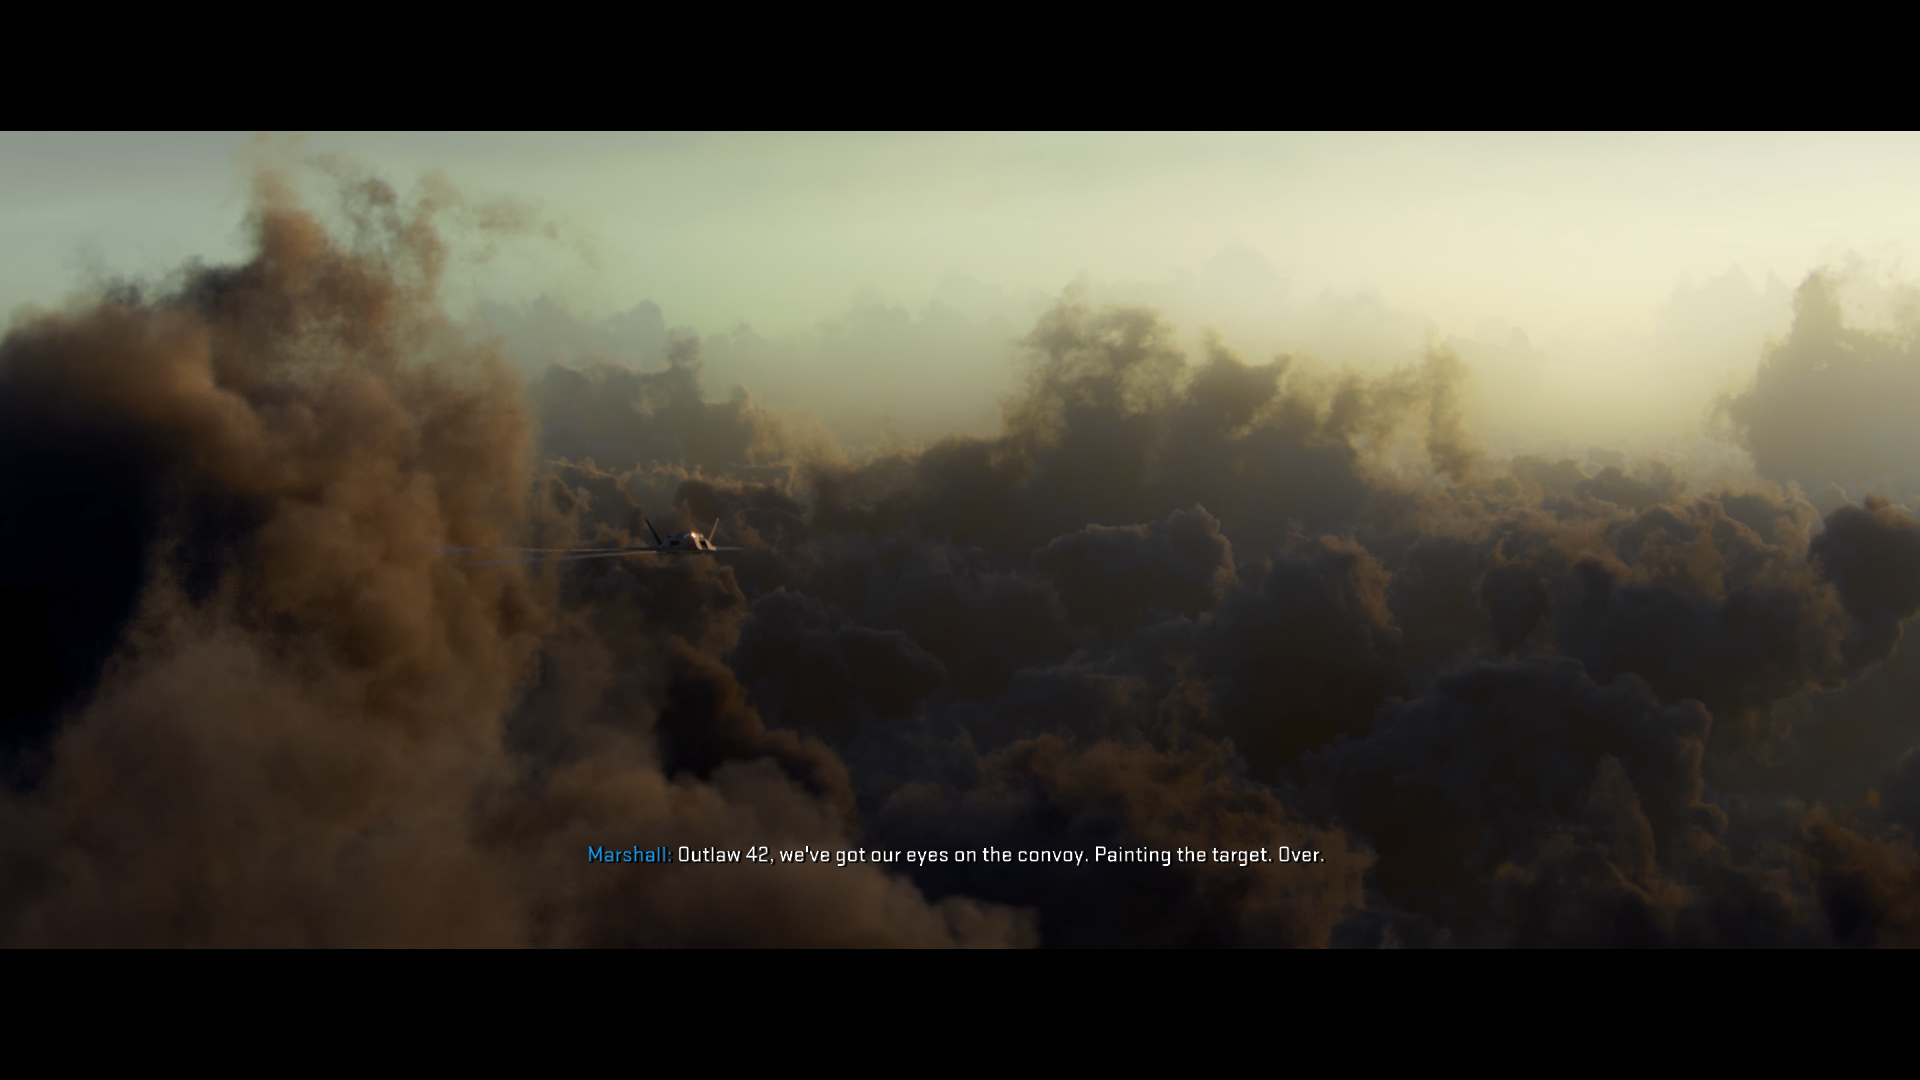 Marshall: Outlaw 42, we've got our eyes on the convoy. Painting the target. Over.